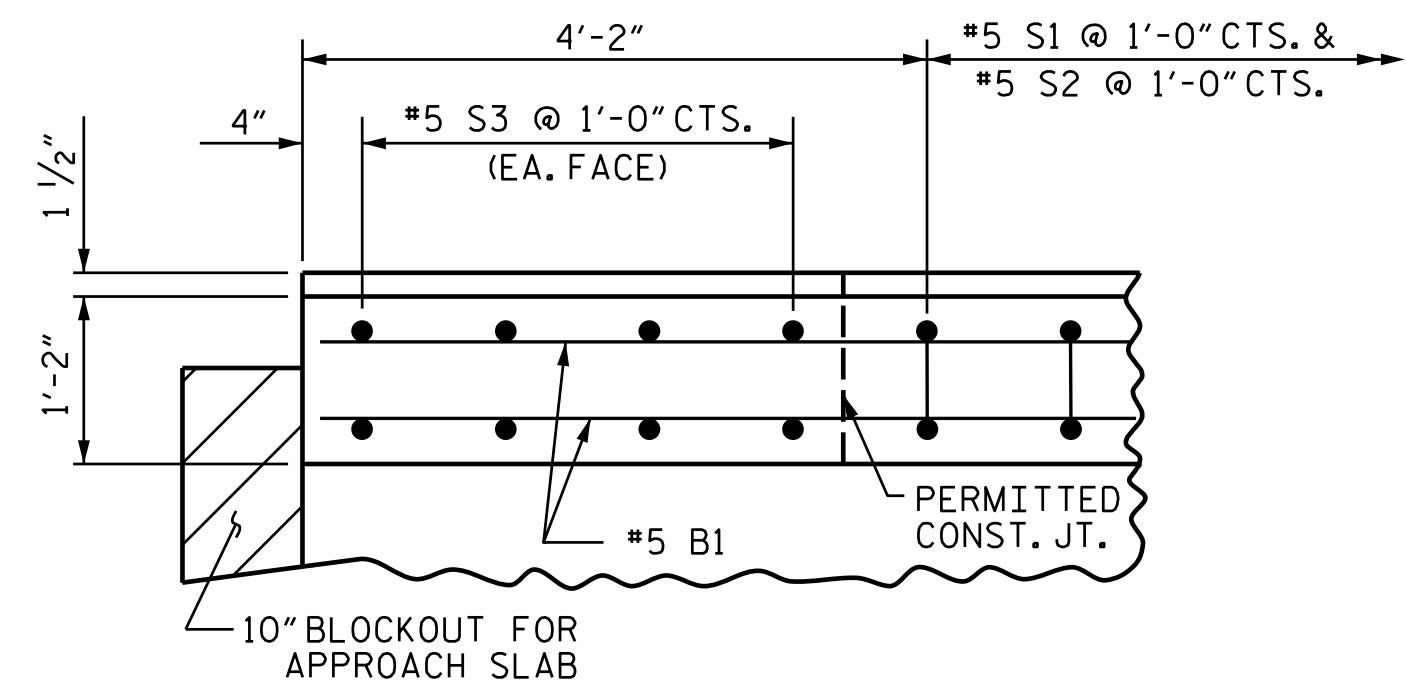 4'-2"
#5 S1 @ 1'-0" CTS. &
#5 S2 @ 1'-0" CTS.
4"
#5 S3 @ 1'-0" CTS.
(EA. FACE)
1 1/2"
1'-2"
PERMITTED
CONST. JT.
#5 B1
10" BLOCKOUT FOR
APPROACH SLAB